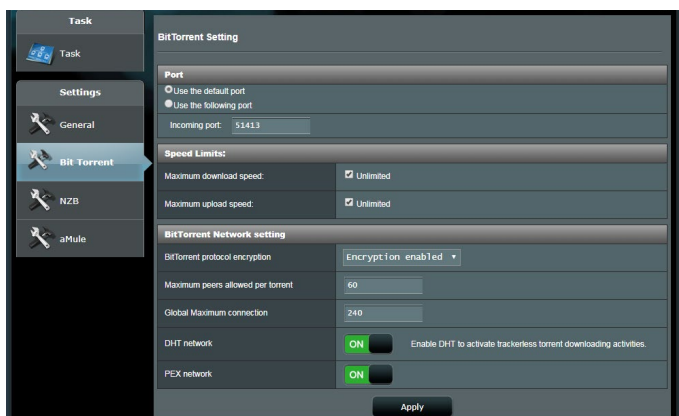 Task
Task
Settings
General
Bit Torrent
NZB
aMule
BitTorrent Setting
Port
Use the default port
Use the following port
Incoming port: 51413
Speed Limits:
Maximum download speed: Unlimited
Maximum upload speed: Unlimited
BitTorrent Network setting
BitTorrent protocol encryption Encryption enabled
Maximum peers allowed per torrent 60
Global Maximum connection 240
DHT network ON Enable DHT to activate trackerless torrent downloading activities.
PEX network ON
Apply